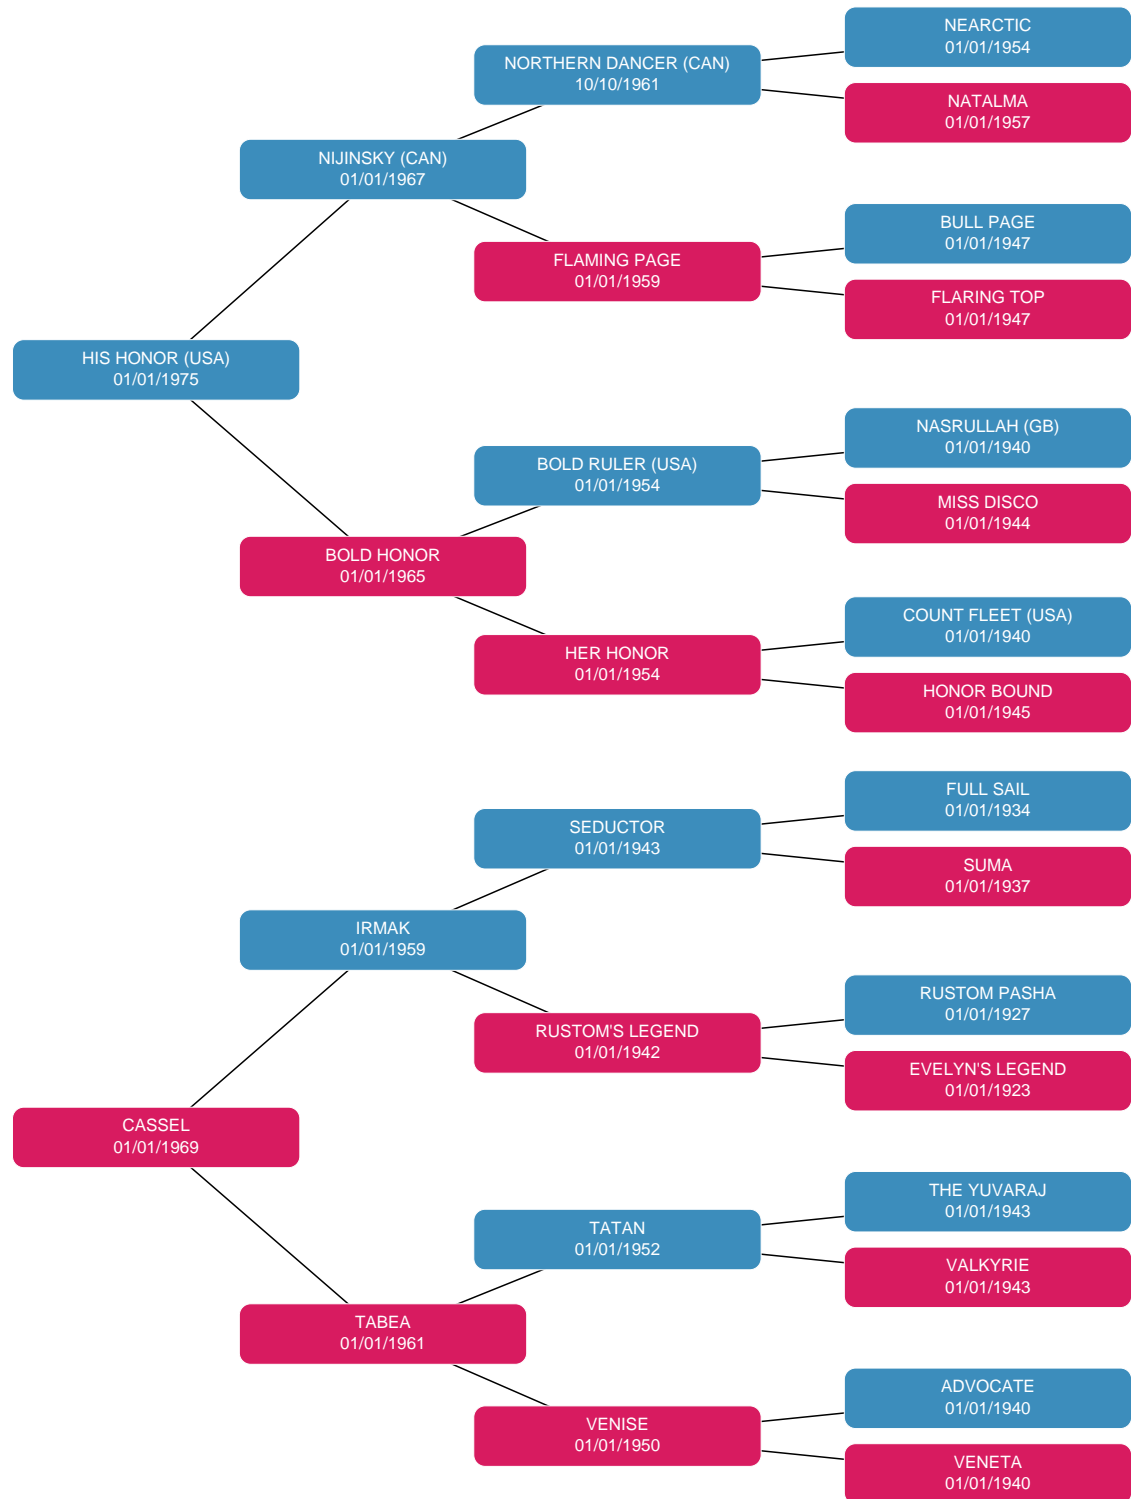 NEARCTIC
01/01/1954
NORTHERN DANCER (CAN)
10/10/1961
NATALMA
01/01/1957
NIJINSKY (CAN)
01/01/1967
BULL PAGE
01/01/1947
FLAMING PAGE
01/01/1959
FLARING TOP
01/01/1947
HIS HONOR (USA)
01/01/1975
NASRULLAH (GB)
01/01/1940
BOLD RULER (USA)
01/01/1954
MISS DISCO
01/01/1944
BOLD HONOR
01/01/1965
COUNT FLEET (USA)
01/01/1940
HER HONOR
01/01/1954
HONOR BOUND
01/01/1945
FULL SAIL
01/01/1934
SEDUCTOR
01/01/1943
SUMA
01/01/1937
IRMAK
01/01/1959
RUSTOM PASHA
01/01/1927
RUSTOM'S LEGEND
01/01/1942
EVELYN'S LEGEND
01/01/1923
CASSEL
01/01/1969
THE YUVARAJ
01/01/1943
TATAN
01/01/1952
VALKYRIE
01/01/1943
TABEA
01/01/1961
ADVOCATE
01/01/1940
VENISE
01/01/1950
VENETA
01/01/1940